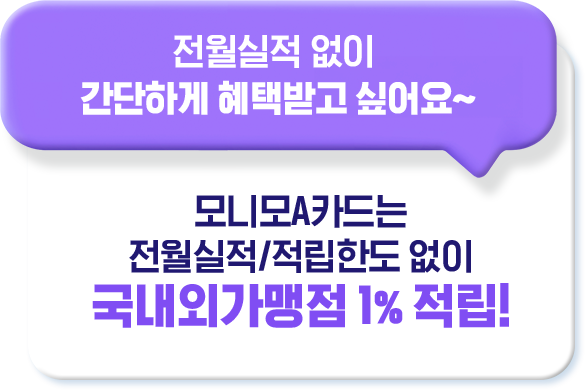 전월실적 없이
간단하게 혜택받고 싶어요~
모니모A카드는
전월실적/적립한도 없이
국내외가맹점 1% 적립!